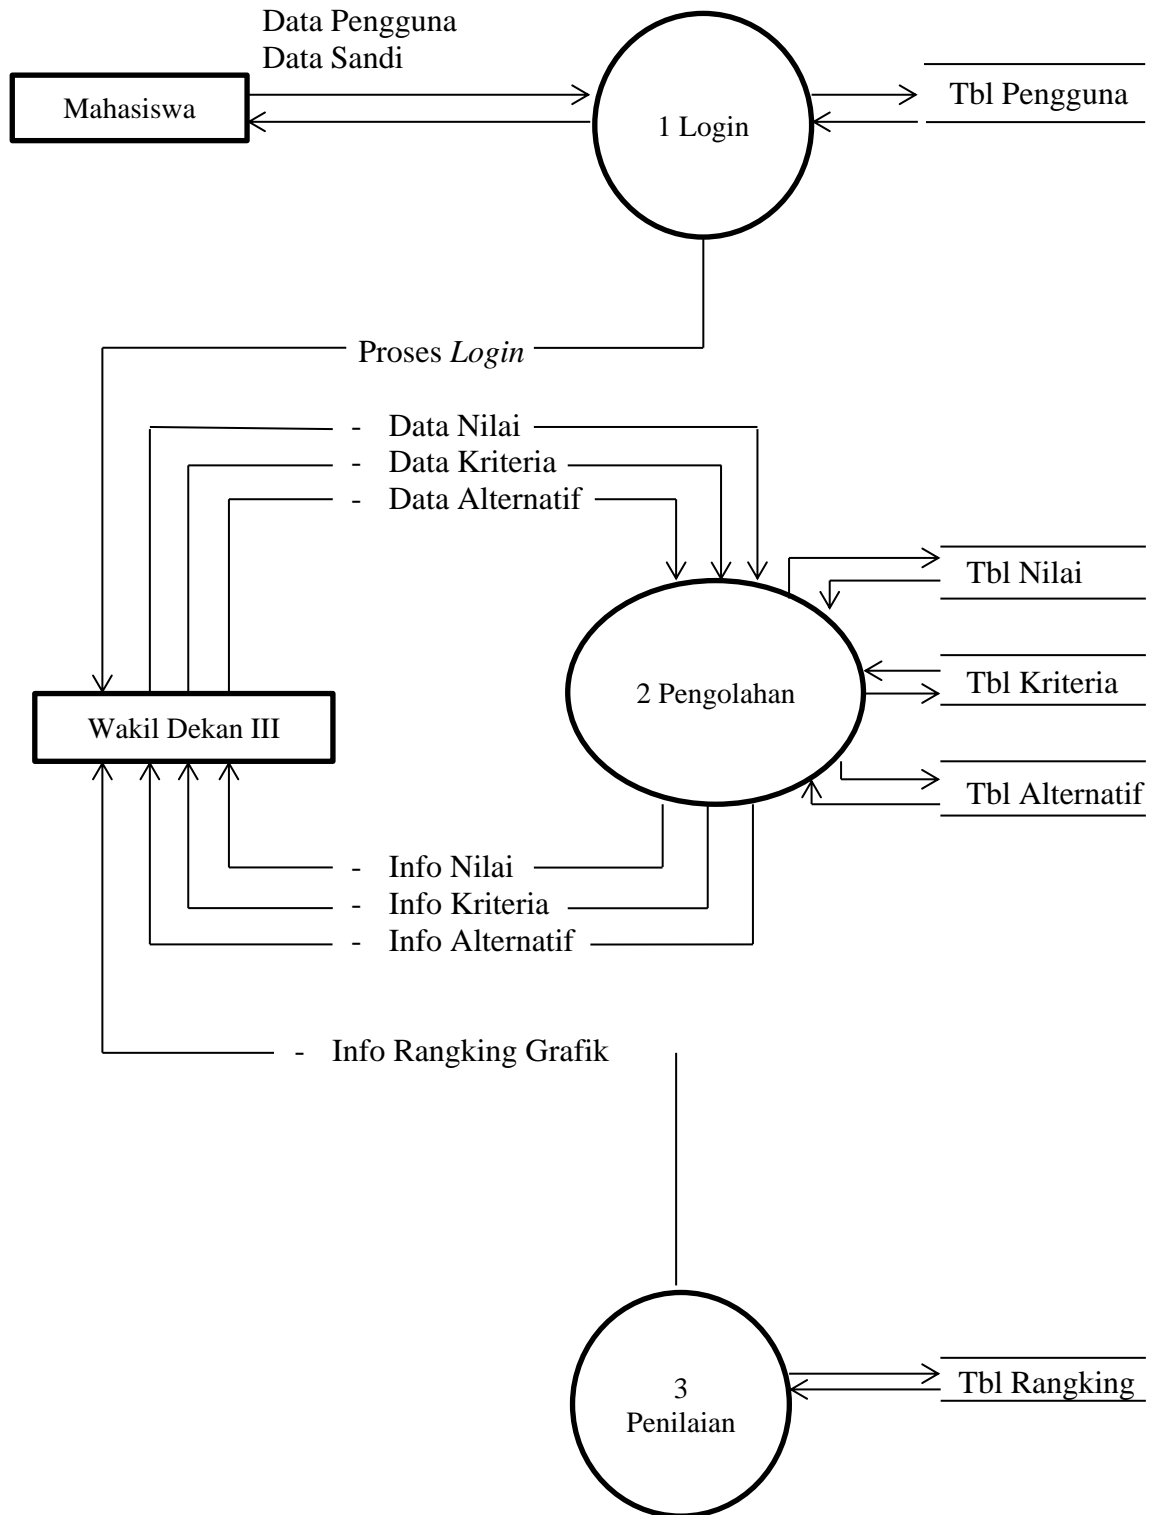 Data Pengguna
Data Sandi
Mahasiswa
1 Login
Tbl Pengguna
Proses Login
- Data Nilai
- Data Kriteria
- Data Alternatif
Tbl Nilai
2 Pengolahan
Tbl Kriteria
Wakil Dekan III
Tbl Alternatif
- Info Nilai
- Info Kriteria
- Info Alternatif
- Info Rangking Grafik
3
Penilaian
Tbl Rangking